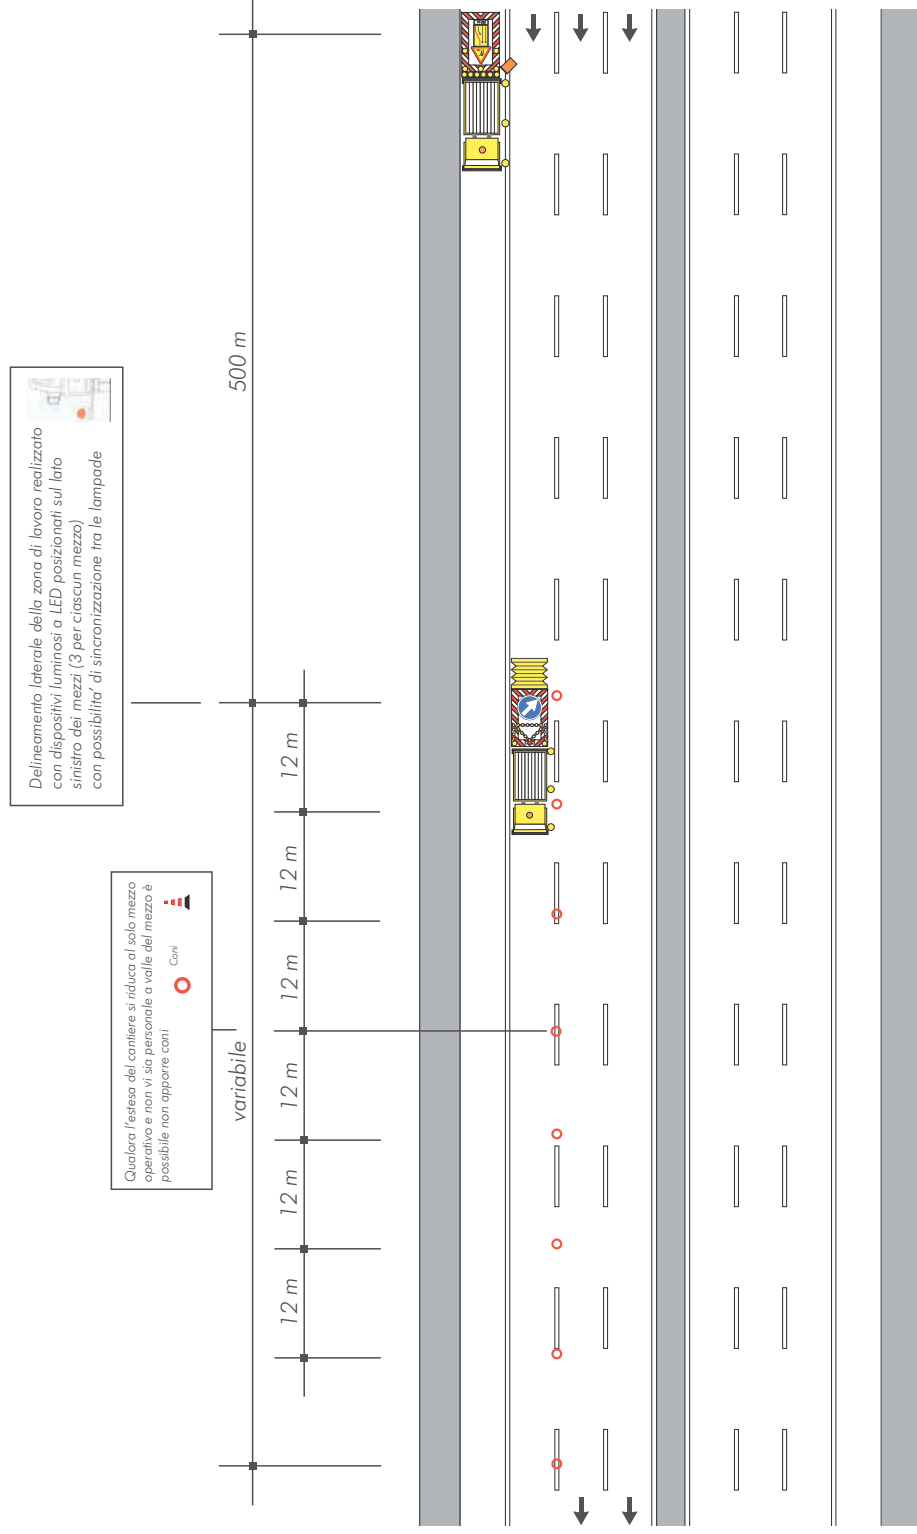 500 m
Delineamento laterale della zona di lavoro realizzato
con dispositivi luminosi a LED posizionati sul lato
sinistro dei mezzi (3 per ciascun mezzo)
con possibilita' di sincronizzazione tra le lampade
12 m
12 m
12 m
12 m
12 m
12 m
variabile
Qualora l'estesa del cantiere si riduca al solo mezzo
operativo e non vi sia personale a valle del mezzo è
possibile non apporre coni
Coni